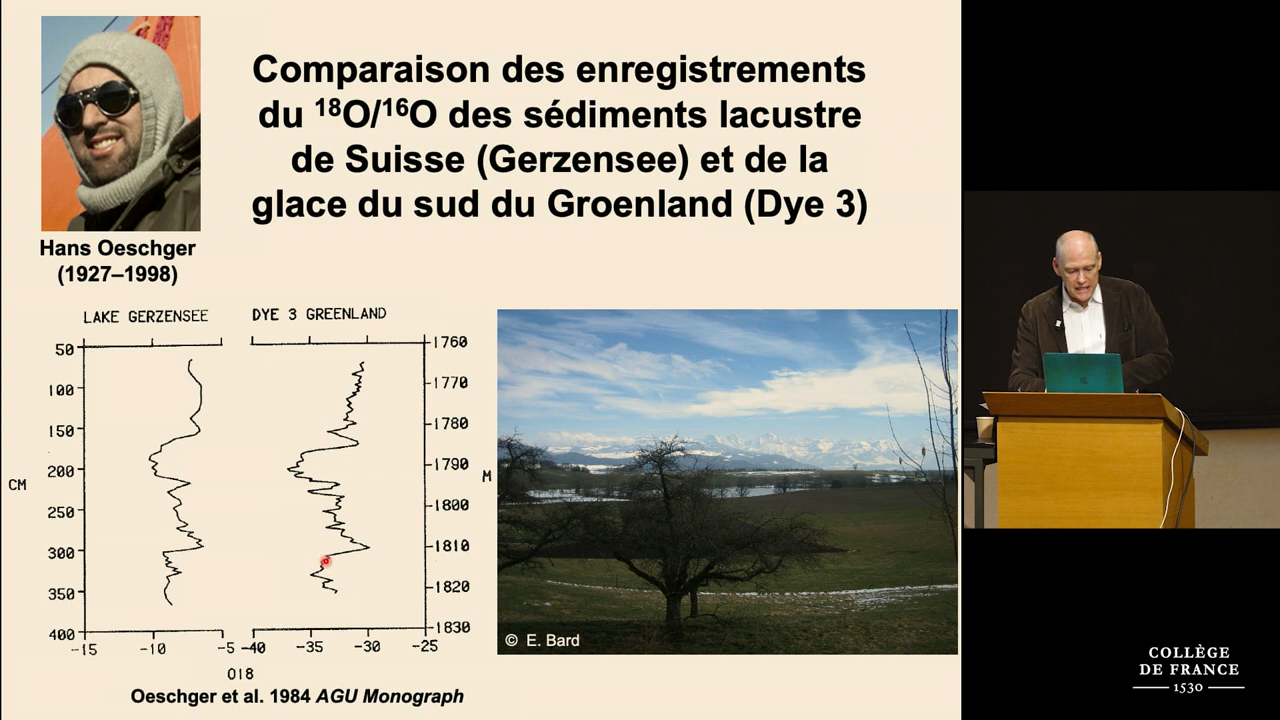 Comparaison des enregistrements
du ¹⁸O/¹⁶O des sédiments lacustre
de Suisse (Gerzensee) et de la
glace du sud du Groenland (Dye 3)
Hans Oeschger
(1927–1998)
LAKE GERZENSEE
DYE 3 GREENLAND
50
100
150
200
250
300
350
400
CM
1760
1770
1780
1790
1800
1810
1820
1830
M
-15 -10 -5 -40 -35 -30 -25
O18
Oeschger et al. 1984 AGU Monograph
© E. Bard
COLLÈGE
DE FRANCE
1530